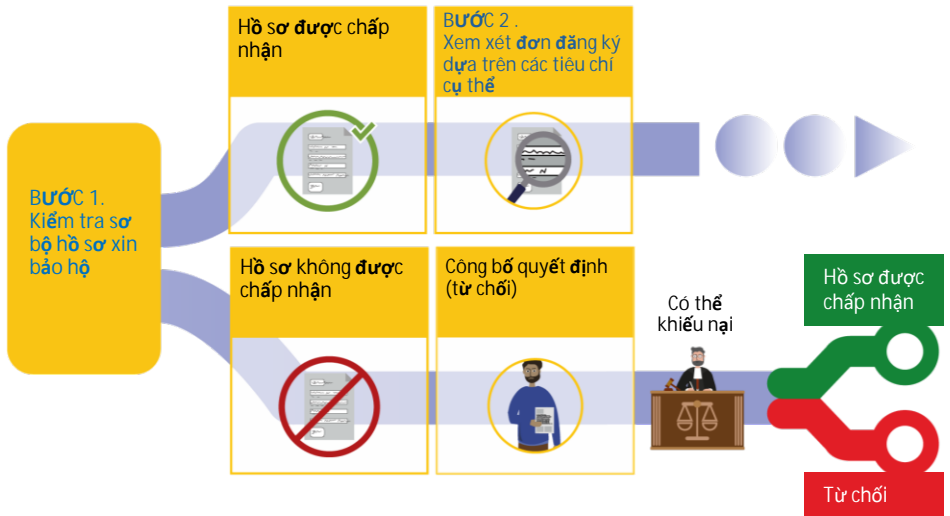 BƯỚC 1.
Kiểm tra sơ
bộ hồ sơ xin
bảo hộ
Hồ sơ được chấp
nhận
BƯỚC 2 .
Xem xét đơn đăng ký
dựa trên các tiêu chí
cụ thể
Hồ sơ không được
chấp nhận
Công bố quyết định
(từ chối)
Có thể
khiếu nại
Hồ sơ được
chấp nhận
Từ chối